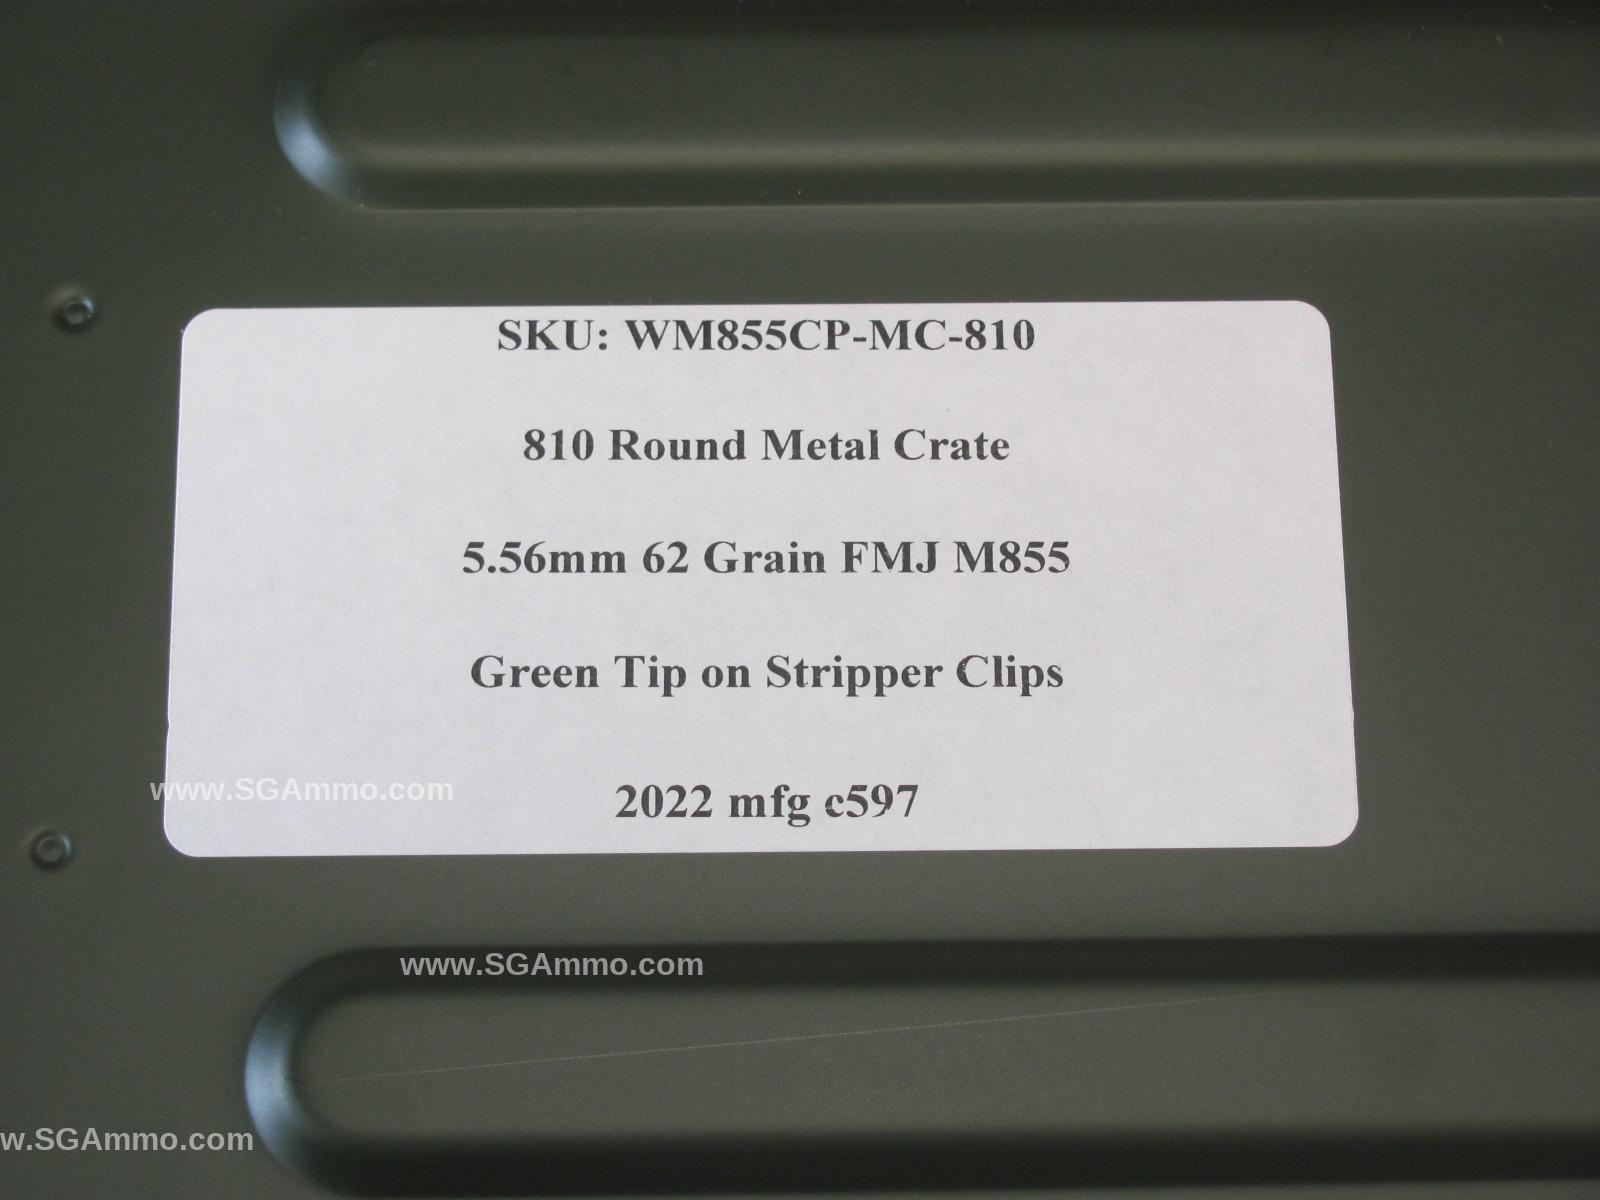 SKU: WM855CP-MC-810
810 Round Metal Crate
5.56mm 62 Grain FMJ M855
Green Tip on Stripper Clips
www.SGAmmo.com
2022 mfg c597
www.SGAmmo.com
w.SGAmmo.com